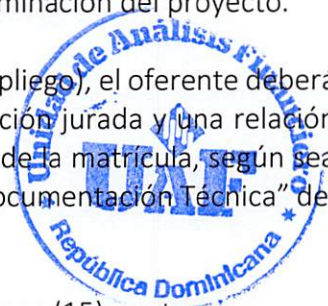 minación del proyecto.
pliego), el oferente deberá
ción jurada y una relación
de la matrícula, según sea
ocumentación Técnica” de
Unidad de Análisis Financiero
UAF
República Dominicana
(15)